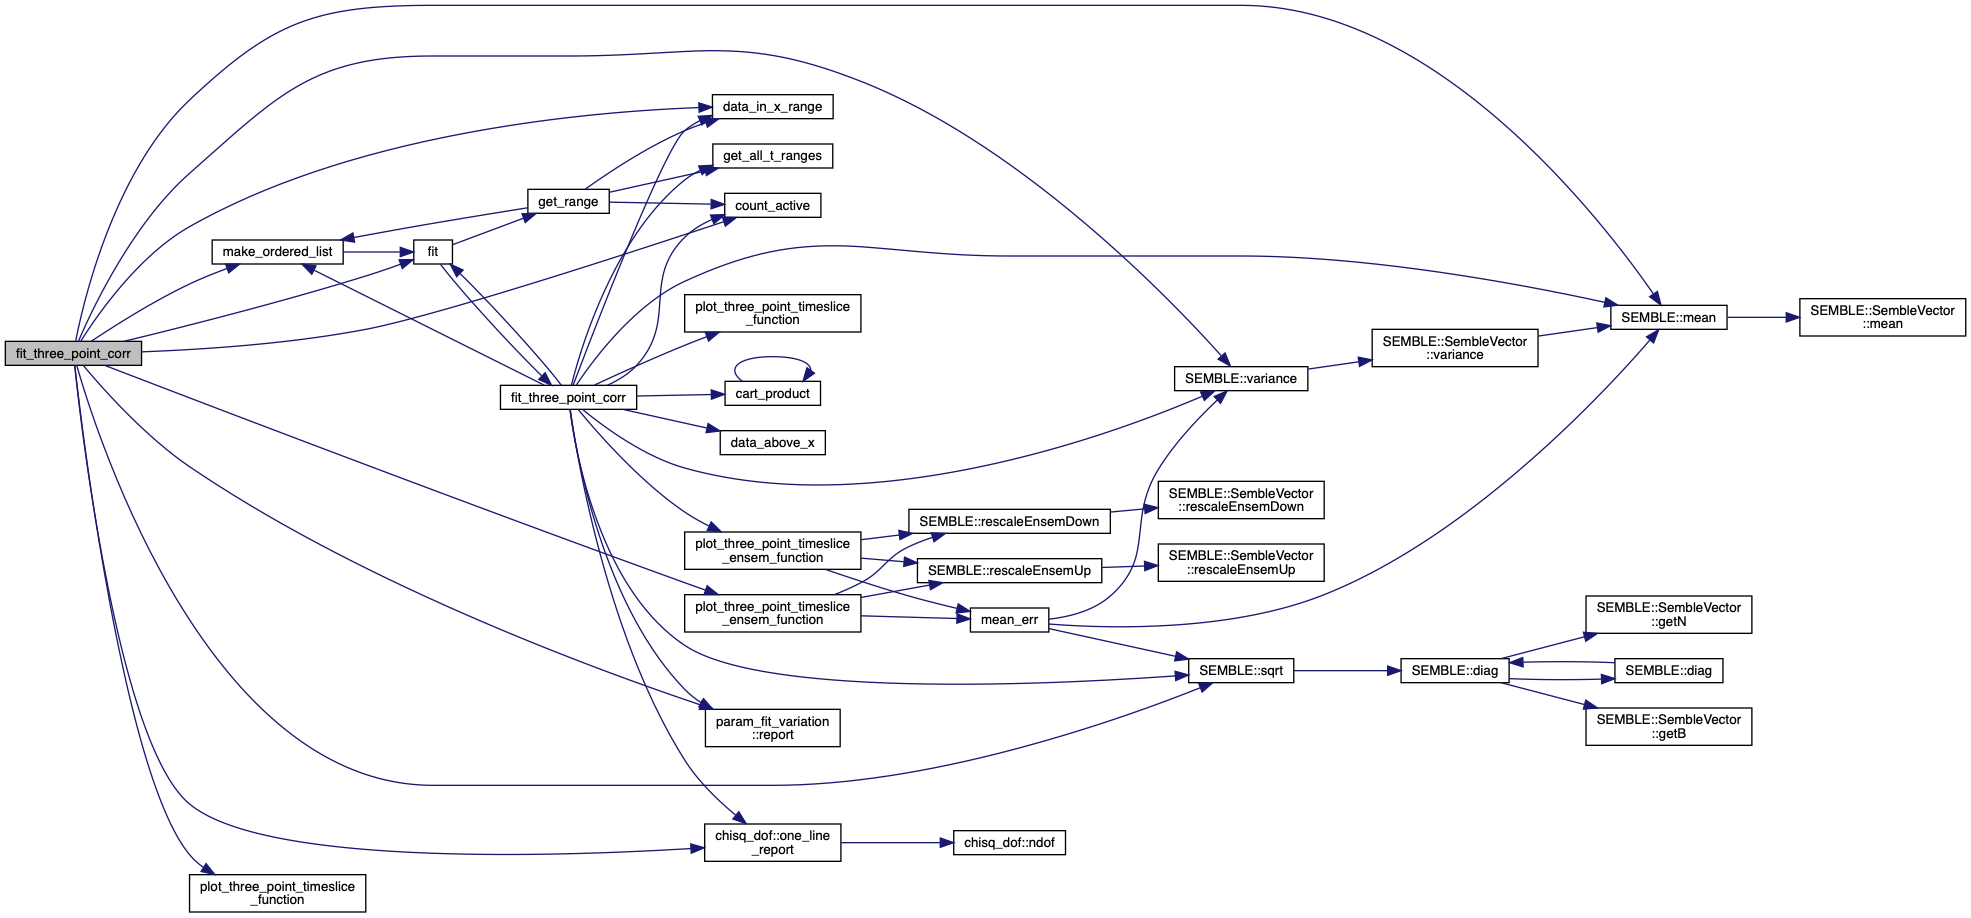 data_in_x_range
get_all_t_ranges
get_range
count_active
make_ordered_list
fit
plot_three_point_timeslice
_function
SEMBLE::mean
SEMBLE::SembleVector
::mean
SEMBLE::SembleVector
::variance
fit_three_point_corr
SEMBLE::variance
cart_product
fit_three_point_corr
data_above_x
SEMBLE::SembleVector
::rescaleEnsemDown
SEMBLE::rescaleEnsemDown
plot_three_point_timeslice
_ensem_function
SEMBLE::SembleVector
::rescaleEnsemUp
SEMBLE::rescaleEnsemUp
plot_three_point_timeslice
_ensem_function
mean_err
SEMBLE::SembleVector
::getN
SEMBLE::sqrt
SEMBLE::diag
SEMBLE::diag
param_fit_variation
::report
SEMBLE::SembleVector
::getB
chisq_dof::one_line
_report
chisq_dof::ndof
plot_three_point_timeslice
_function